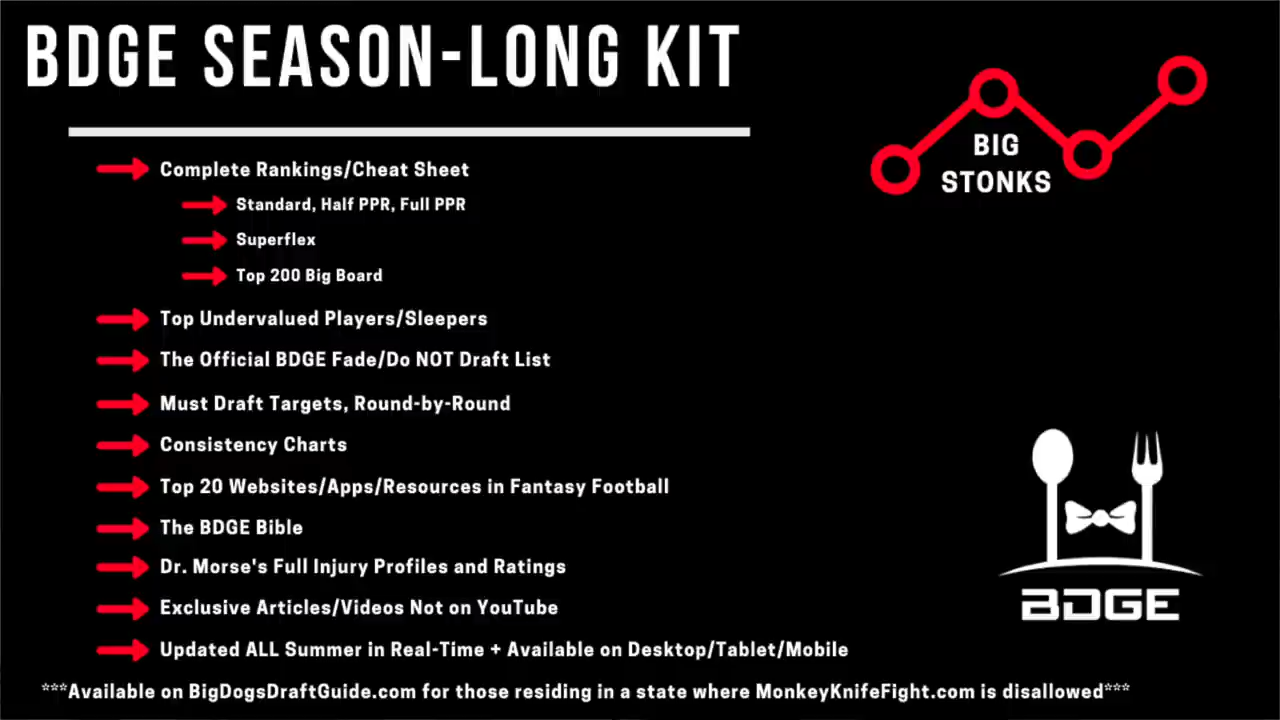 BDGE SEASON-LONG KIT
BIG
STONKS
Complete Rankings/Cheat Sheet
Standard, Half PPR, Full PPR
Superflex
Top 200 Big Board
Top Undervalued Players/Sleepers
The Official BDGE Fade/Do NOT Draft List
Must Draft Targets, Round-by-Round
Consistency Charts
Top 20 Websites/Apps/Resources in Fantasy Football
The BDGE Bible
Dr. Morse's Full Injury Profiles and Ratings
Exclusive Articles/Videos Not on YouTube
Updated ALL Summer in Real-Time + Available on Desktop/Tablet/Mobile
BDGE
***Available on BigDogsDraftGuide.com for those residing in a state where MonkeyKnifeFight.com is disallowed***